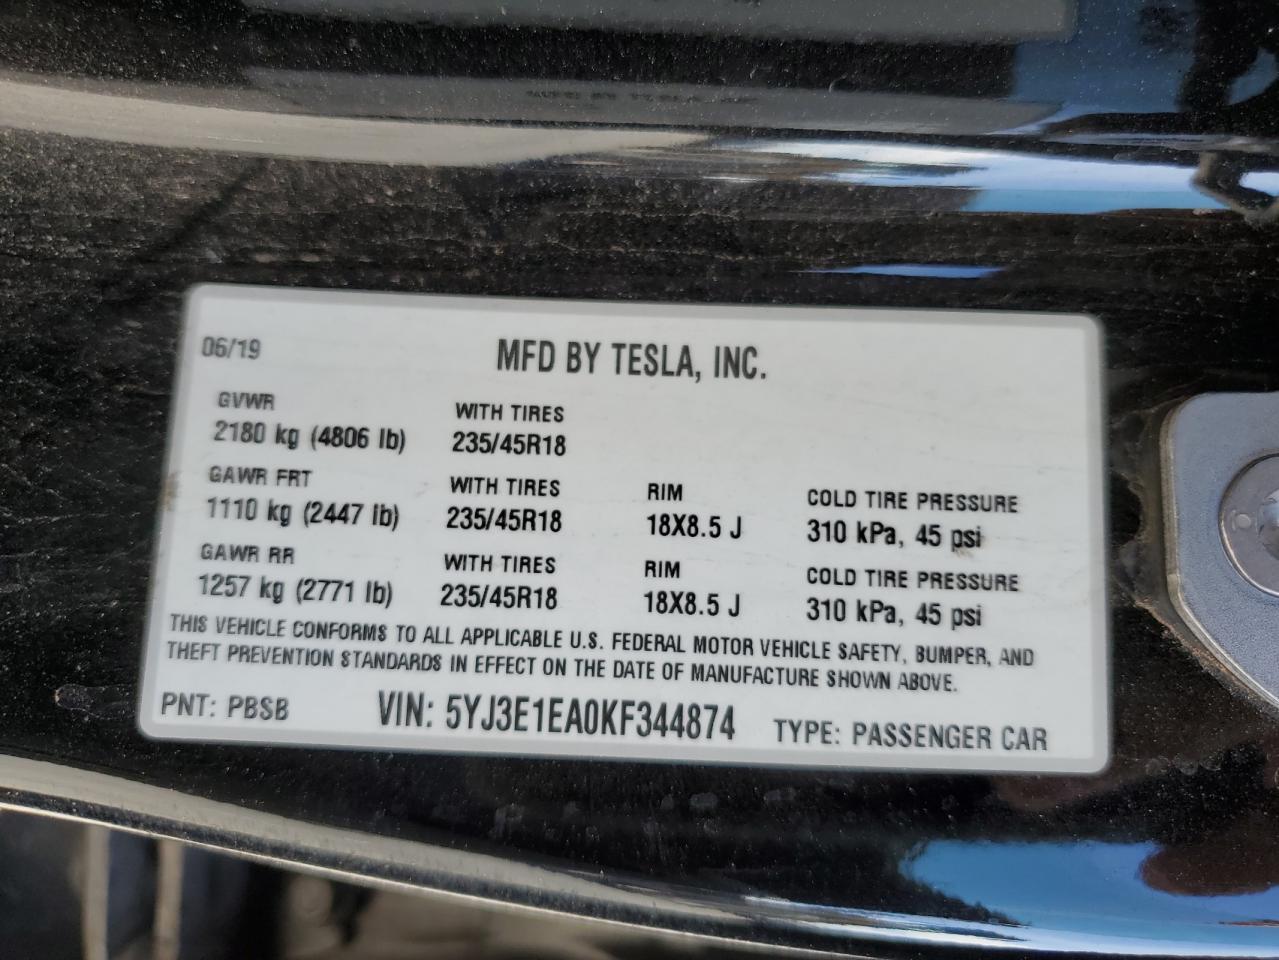 06/19 MFD BY TESLA, INC.
GVWR WITH TIRES
2180 kg (4806 lb) 235/45R18
GAWR FRT WITH TIRES RIM COLD TIRE PRESSURE
1110 kg (2447 lb) 235/45R18 18X8.5 J 310 kPa, 45 psi
GAWR RR WITH TIRES RIM COLD TIRE PRESSURE
1257 kg (2771 lb) 235/45R18 18X8.5 J 310 kPa, 45 psi
THIS VEHICLE CONFORMS TO ALL APPLICABLE U.S. FEDERAL MOTOR VEHICLE SAFETY, BUMPER, AND
THEFT PREVENTION STANDARDS IN EFFECT ON THE DATE OF MANUFACTURE SHOWN ABOVE.
PNT: PBSB VIN: 5YJ3E1EA0KF344874 TYPE: PASSENGER CAR